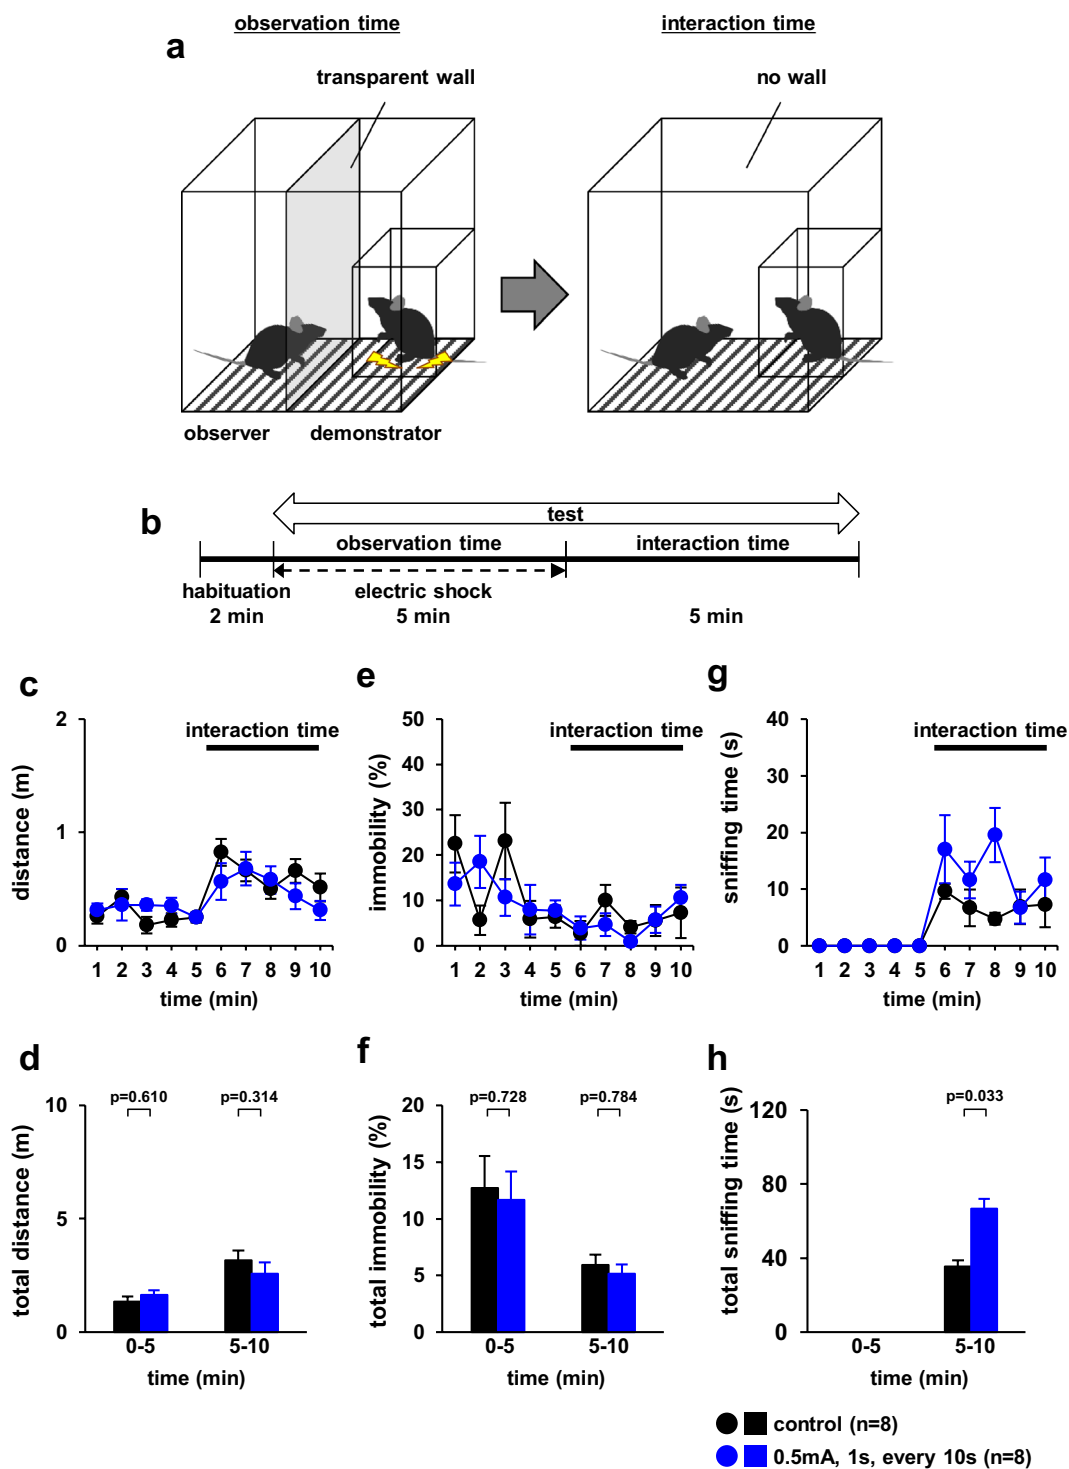 observation time
interaction time
a
transparent wall
no wall
observer
demonstrator
b
test
observation time
interaction time
habituation
electric shock
2 min
5 min
5 min
c
interaction time
distance (m)
2
1
0
1 2 3 4 5 6 7 8 9 10
time (min)
e
interaction time
immobility (%)
50
40
30
20
10
0
1 2 3 4 5 6 7 8 9 10
time (min)
g
interaction time
sniffing time (s)
40
30
20
10
0
1 2 3 4 5 6 7 8 9 10
time (min)
d
p=0.610
p=0.314
total distance (m)
10
5
0
0-5
5-10
time (min)
f
p=0.728
p=0.784
total immobility (%)
20
15
10
5
0
0-5
5-10
time (min)
h
p=0.033
total sniffing time (s)
120
80
40
0
0-5
5-10
time (min)
control (n=8)
0.5mA, 1s, every 10s (n=8)